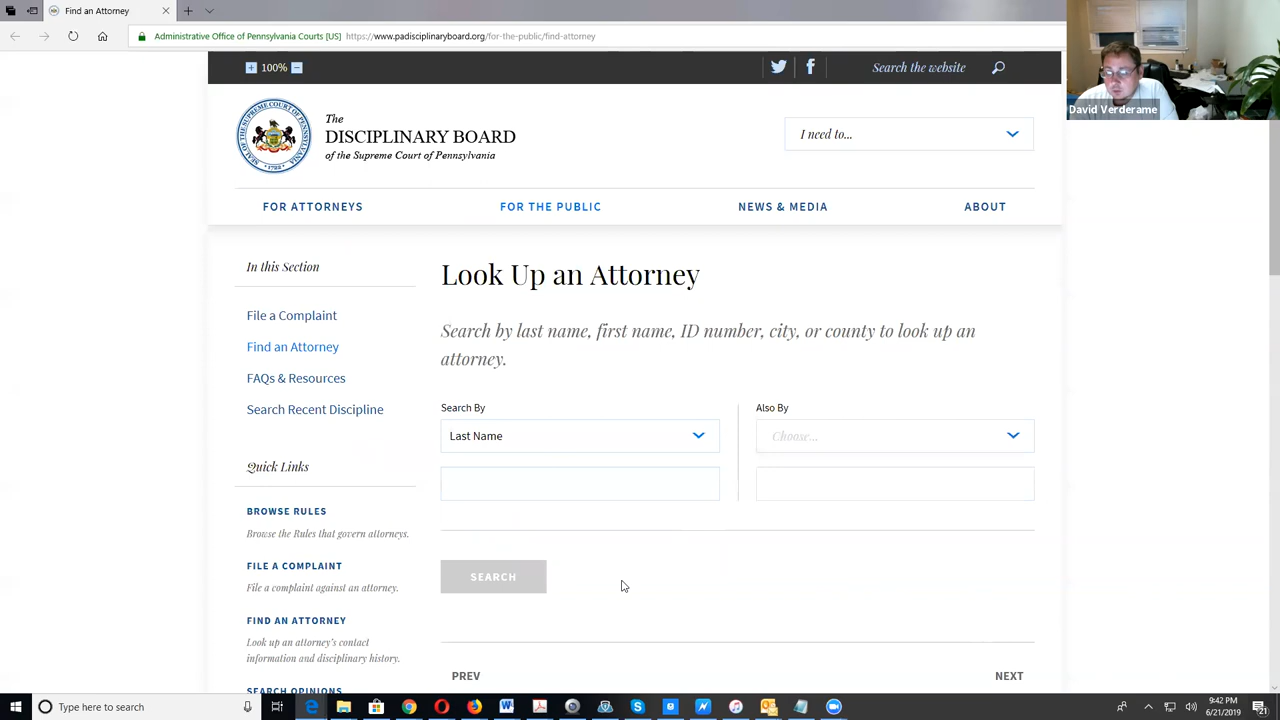 Find an Attorney
Administrative Office of Pennsylvania Courts [US]
https://www.padisciplinaryboard.org/for-the-public/find-attorney
David Verderame
100%
Search the website
The
DISCIPLINARY BOARD
of the Supreme Court of Pennsylvania
I need to...
FOR ATTORNEYS
FOR THE PUBLIC
NEWS & MEDIA
ABOUT
In this Section
File a Complaint
Find an Attorney
FAQs & Resources
Search Recent Discipline
Quick Links
BROWSE RULES
Browse the Rules that govern attorneys.
FILE A COMPLAINT
File a complaint against an attorney.
FIND AN ATTORNEY
Look up an attorney's contact
information and disciplinary history.
SEARCH OPINIONS
Look Up an Attorney
Search by last name, first name, ID number, city, or county to look up an
attorney.
Search By
Last Name
Also By
Choose...
SEARCH
PREV
NEXT
Type here to search
9:42 PM
6/21/2019